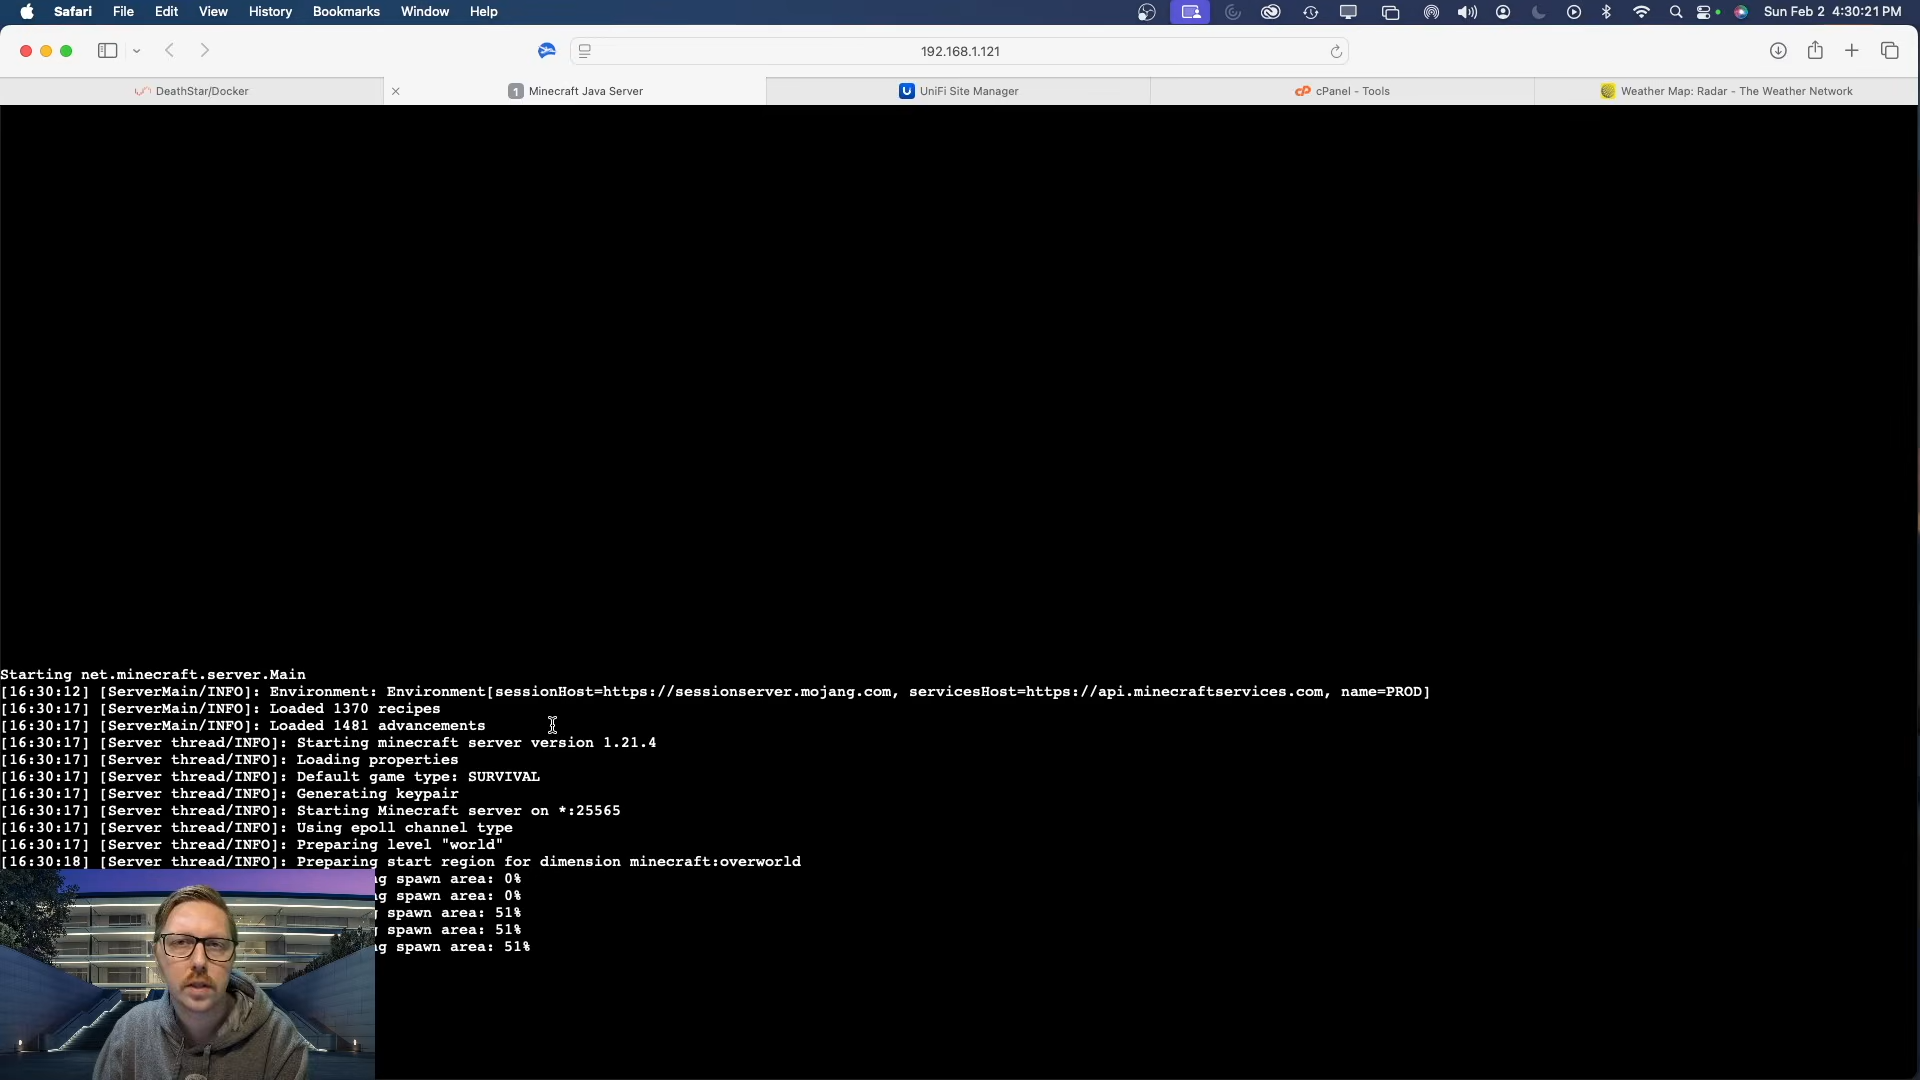 Safari File Edit View History Bookmarks Window Help Sun Feb 2 4:30:21 PM
192.168.1.121
DeathStar/Docker
1 Minecraft Java Server
UniFi Site Manager
cPanel - Tools
Weather Map: Radar - The Weather Network
Starting net.minecraft.server.Main
[16:30:12] [ServerMain/INFO]: Environment: Environment[sessionHost=https://sessionserver.mojang.com, servicesHost=https://api.minecraftservices.com, name=PROD]
[16:30:17] [ServerMain/INFO]: Loaded 1370 recipes
[16:30:17] [ServerMain/INFO]: Loaded 1481 advancements
[16:30:17] [Server thread/INFO]: Starting minecraft server version 1.21.4
[16:30:17] [Server thread/INFO]: Loading properties
[16:30:17] [Server thread/INFO]: Default game type: SURVIVAL
[16:30:17] [Server thread/INFO]: Generating keypair
[16:30:17] [Server thread/INFO]: Starting Minecraft server on *:25565
[16:30:17] [Server thread/INFO]: Using epoll channel type
[16:30:17] [Server thread/INFO]: Preparing level "world"
[16:30:18] [Server thread/INFO]: Preparing start region for dimension minecraft:overworld
g spawn area: 0%
g spawn area: 0%
spawn area: 51%
spawn area: 51%
g spawn area: 51%